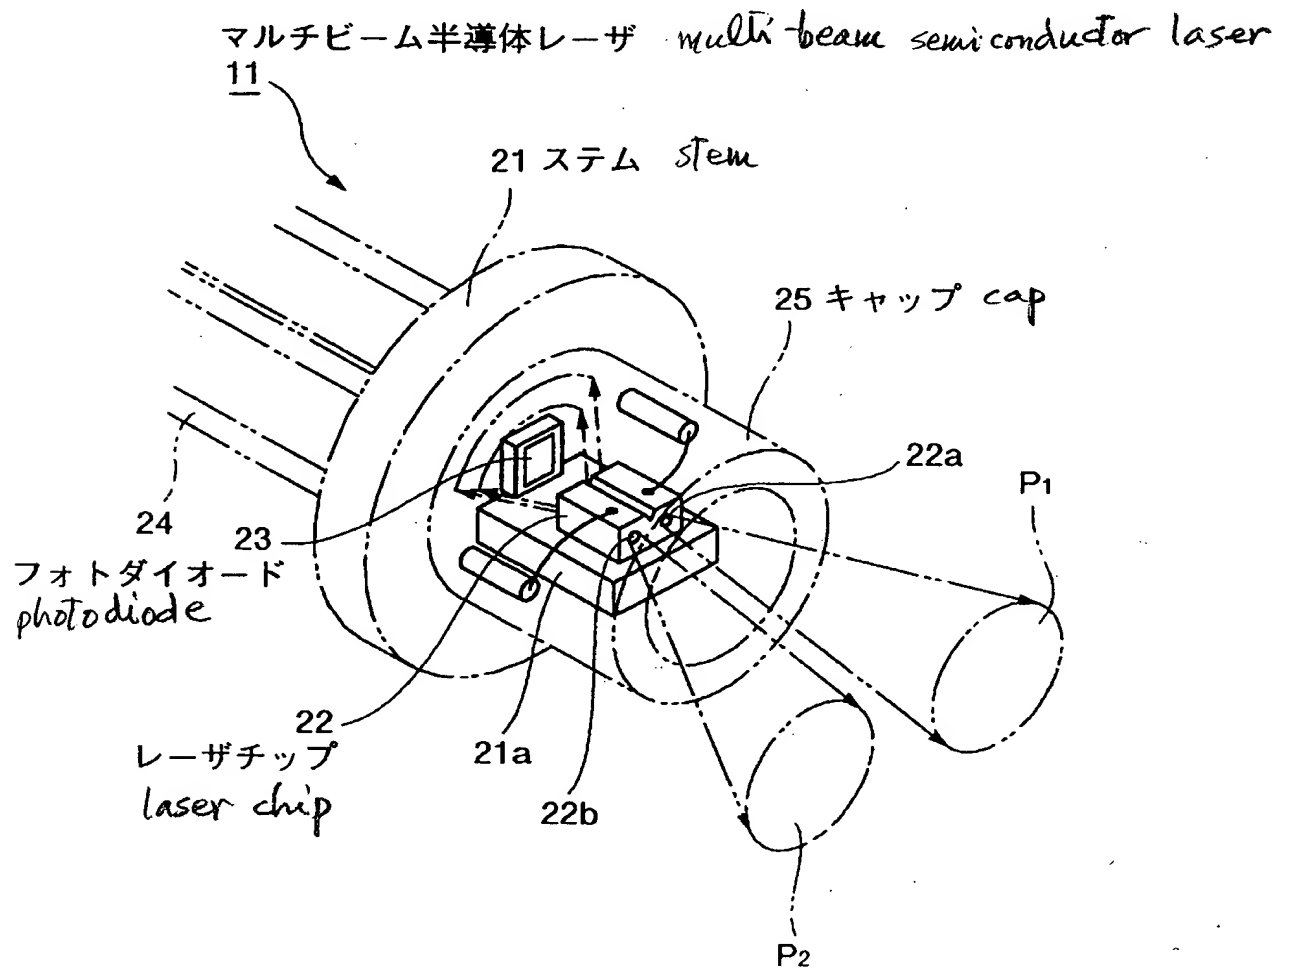 マルチビーム半導体レーザ multi-beam semiconductor laser
11
21 ステム stem
25 キャップ cap
22a
P1
24
23
フォトダイオード
photodiode
22
レーザチップ
laser chip
21a
22b
P2